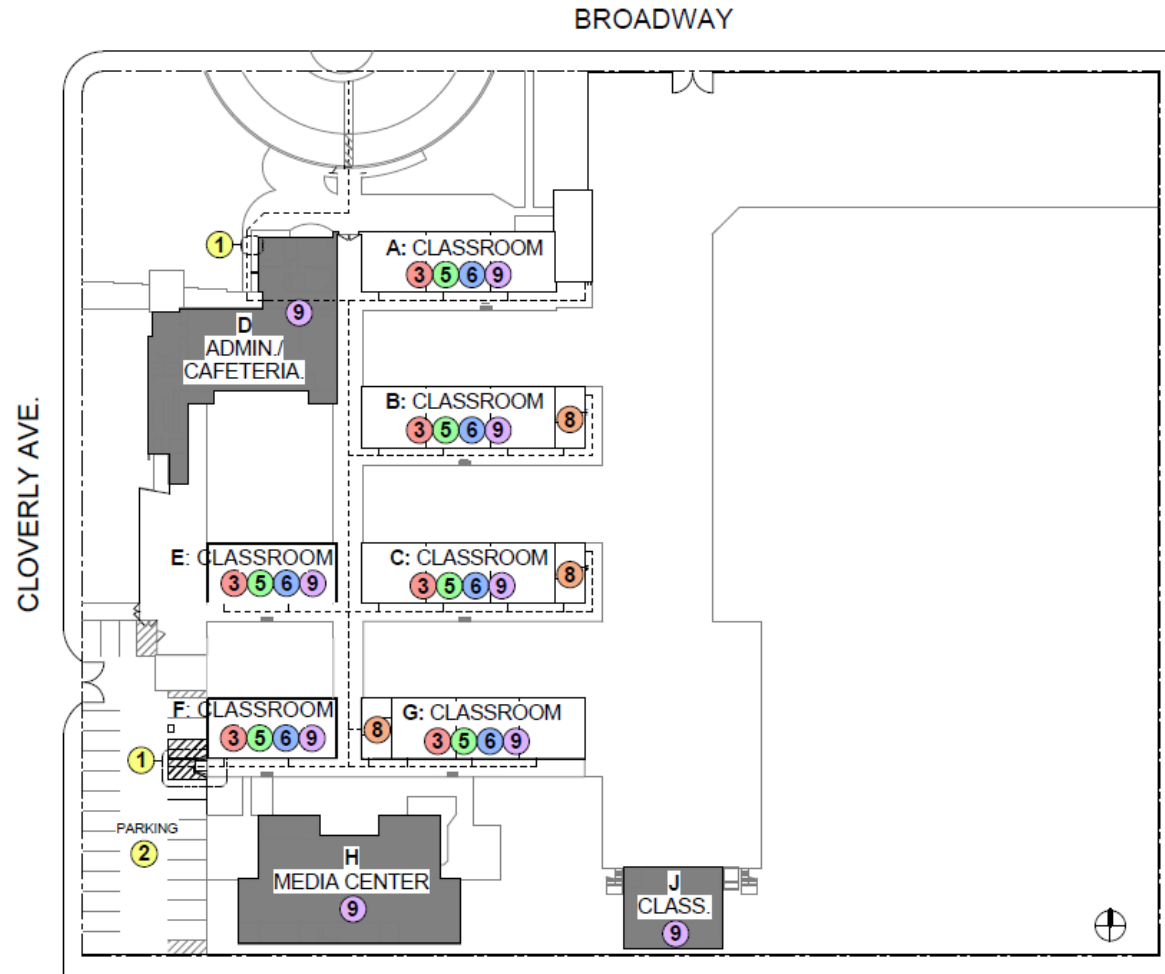 BROADWAY
CLOVERLY AVE.
1
A: CLASSROOM
3 5 6 9
9
D
ADMIN./
CAFETERIA.
B: CLASSROOM
3 5 6 9
8
E: CLASSROOM
3 5 6 9
C: CLASSROOM
3 5 6 9
8
F: CLASSROOM
3 5 6 9
8
G: CLASSROOM
3 5 6 9
1
PARKING
2
H
MEDIA CENTER
9
J
CLASS.
9